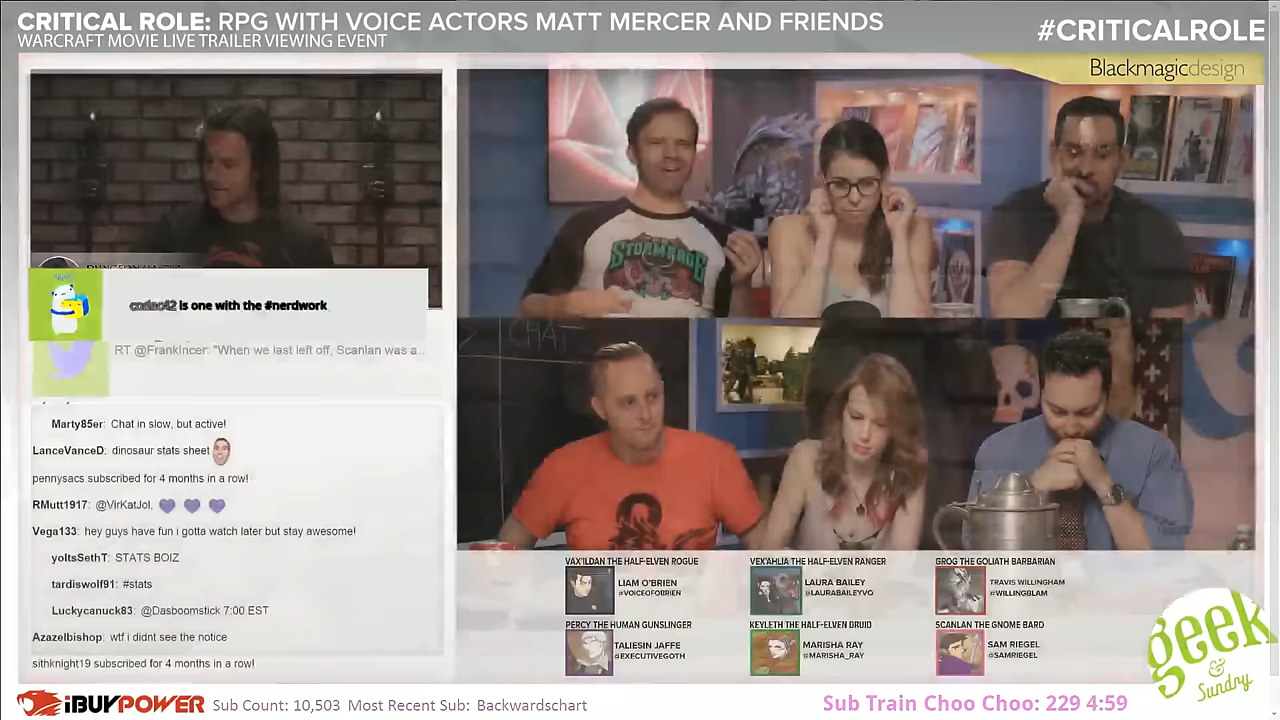 CRITICAL ROLE: RPG WITH VOICE ACTORS MATT MERCER AND FRIENDS
WARCRAFT MOVIE LIVE TRAILER VIEWING EVENT
#CRITICALROLE
Blackmagicdesign
STORMRAGE
CHAT
is one with the #nerdwork
RT @FrankIncer: "When we last left off, Scanlan was a...
Marty85er: Chat in slow, but active!
LanceVanceD: dinosaur stats sheet
pennysacs subscribed for 4 months in a row!
RMutt1917: @VirKatJol,
Vega133: hey guys have fun i gotta watch later but stay awesome!
yoltsSethT: STATS BOIZ
tardiswolf91: #stats
Luckycanuck83: @Dasboomstick 7:00 EST
Azazelbishop: wtf i didnt see the notice
sithknight19 subscribed for 4 months in a row!
VAX'ILDAN THE HALF-ELVEN ROGUE
LIAM O'BRIEN
@VOICEOFOBRIEN
VEX'AHLIA THE HALF-ELVEN RANGER
LAURA BAILEY
@LAURABAILEYVO
GROG THE GOLIATH BARBARIAN
TRAVIS WILLINGHAM
@WILLINGBLAM
PERCY THE HUMAN GUNSLINGER
TALIESIN JAFFE
@EXECUTIVEGOTH
KEYLETH THE HALF-ELVEN DRUID
MARISHA RAY
@MARISHA_RAY
SCANLAN THE GNOME BARD
SAM RIEGEL
@SAMRIEGEL
geek
& Sundry
iBUYPOWER
Sub Count: 10,503 Most Recent Sub: Backwardschart
Sub Train Choo Choo: 229 4:59